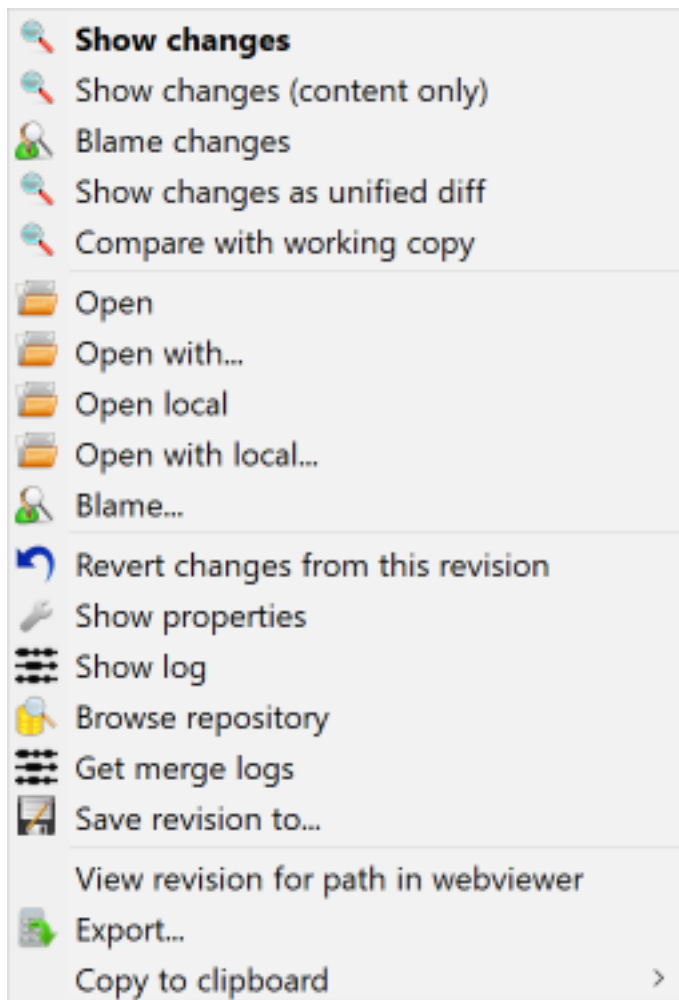 Show changes
Show changes (content only)
Blame changes
Show changes as unified diff
Compare with working copy
Open
Open with...
Open local
Open with local...
Blame...
Revert changes from this revision
Show properties
Show log
Browse repository
Get merge logs
Save revision to...
View revision for path in webviewer
Export...
Copy to clipboard